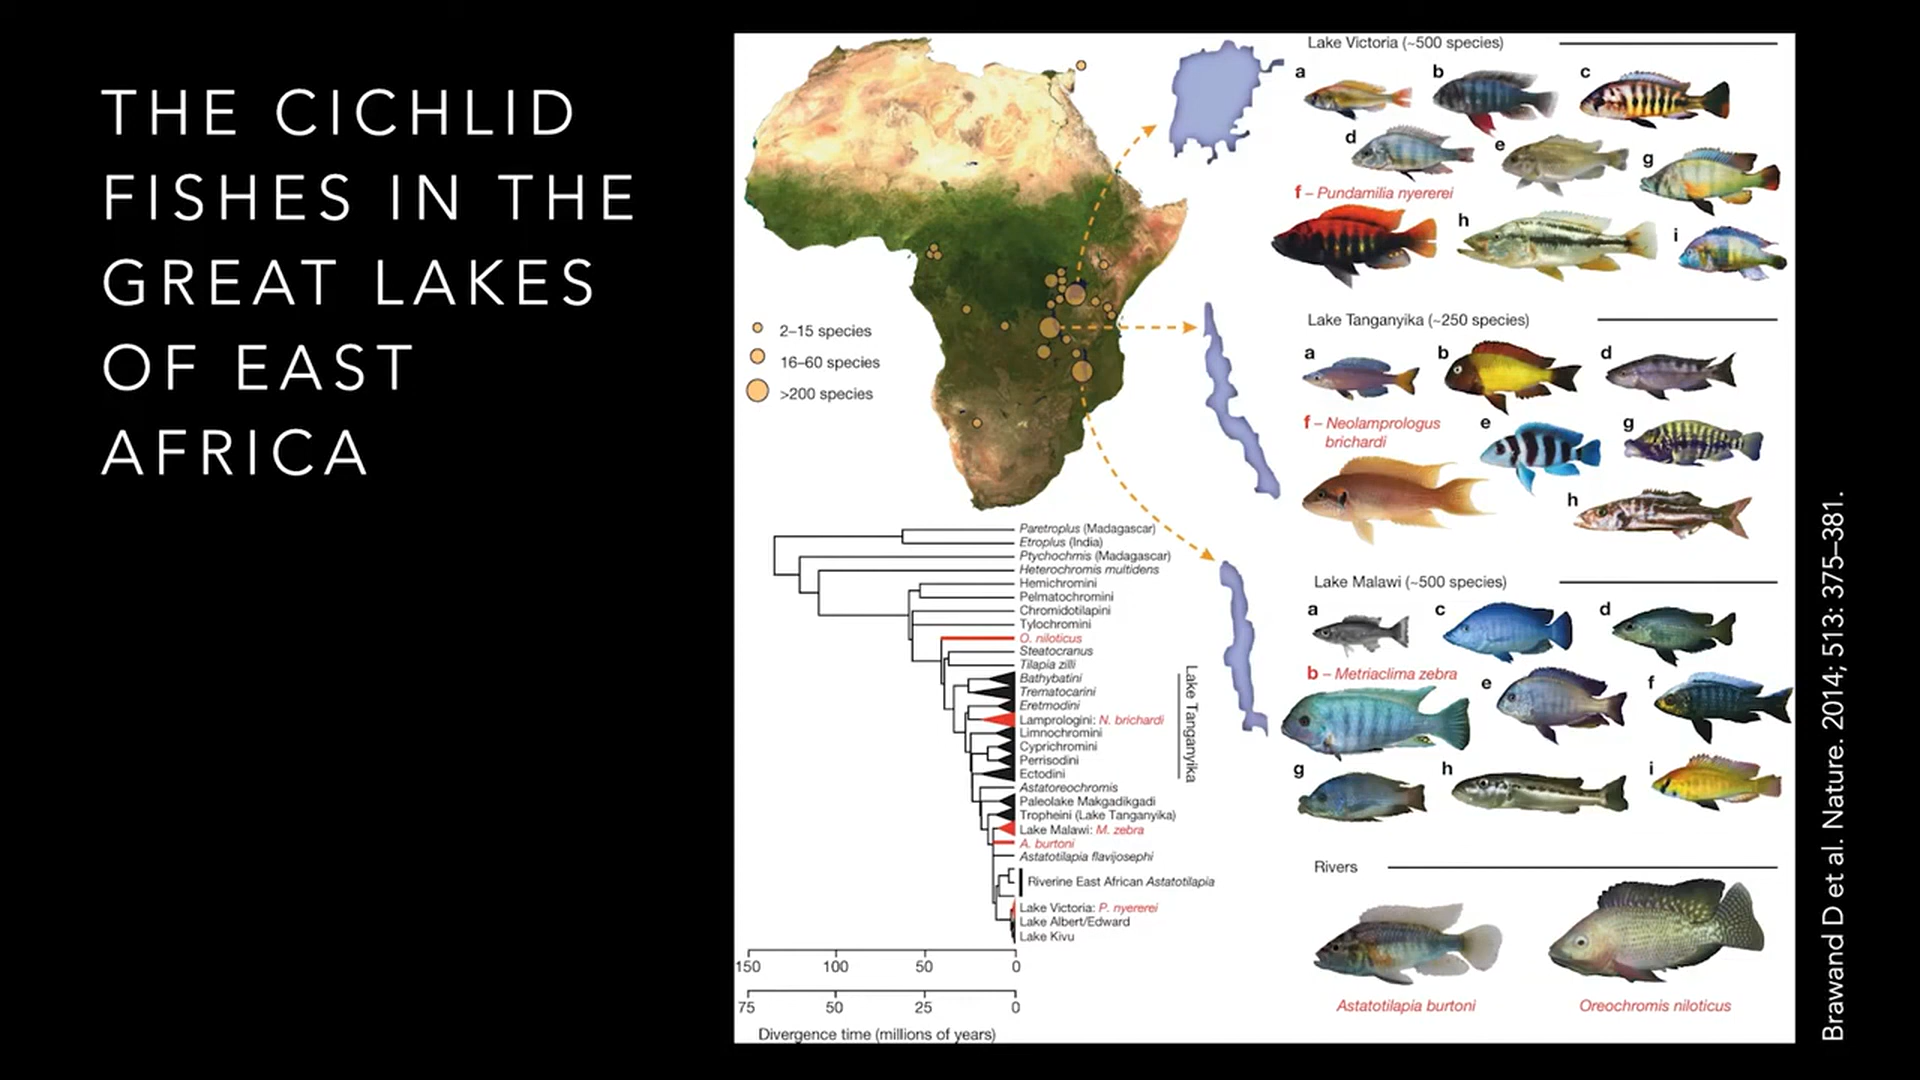 THE CICHLID
FISHES IN THE
GREAT LAKES
OF EAST
AFRICA
2–15 species
16–60 species
>200 species
Paretroplus (Madagascar)
Etroplus (India)
Ptychochmis (Madagascar)
Heterochromis multidens
Hemichromini
Pelmatochromini
Chromidotilapini
Tylochromini
O. niloticus
Steatocranus
Tilapia zilli
Bathybatini
Trematocarini
Eretmodini
Lamprologini: N. brichardi
Limnochromini
Cyprichromini
Perrisodini
Ectodini
Astatoreochromis
Paleolake Makgadikgadi
Tropheini (Lake Tanganyika)
Lake Malawi: M. zebra
A. burtoni
Astatotilapia flavijosephi
Riverine East African Astatotilapia
Lake Victoria: P. nyererei
Lake Albert/Edward
Lake Kivu
Lake Tanganyika
150 100 50 0
75 50 25 0
Divergence time (millions of years)
Lake Victoria (~500 species)
a b c
d e g
f – Pundamilia nyererei
h i
Lake Tanganyika (~250 species)
a b d
f – Neolamprologus
brichardi
e g
h
Lake Malawi (~500 species)
a c d
b – Metriaclima zebra
e f
g h i
Rivers
Astatotilapia burtoni
Oreochromis niloticus
Brawand D et al. Nature. 2014; 513: 375–381.